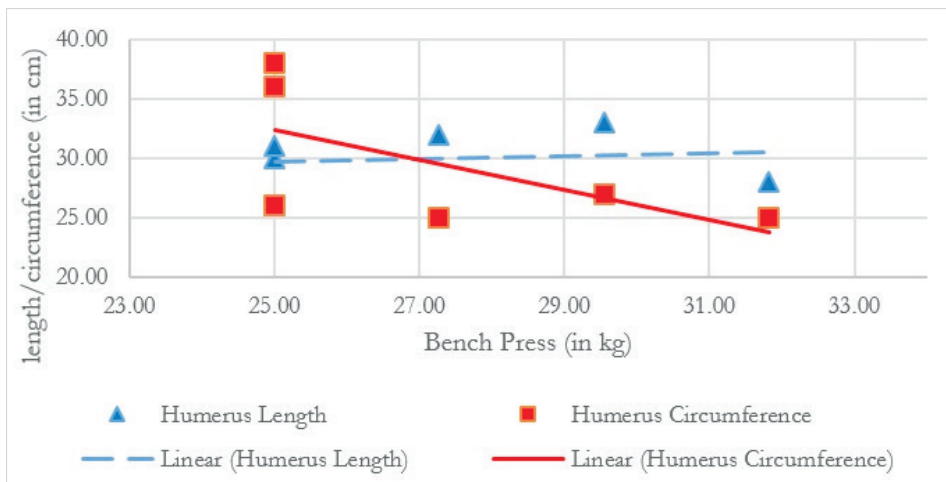 40.00
35.00
30.00
25.00
20.00
length/circumference (in cm)
23.00 25.00 27.00 29.00 31.00 33.00
Bench Press (in kg)
Humerus Length Humerus Circumference
Linear (Humerus Length) Linear (Humerus Circumference)